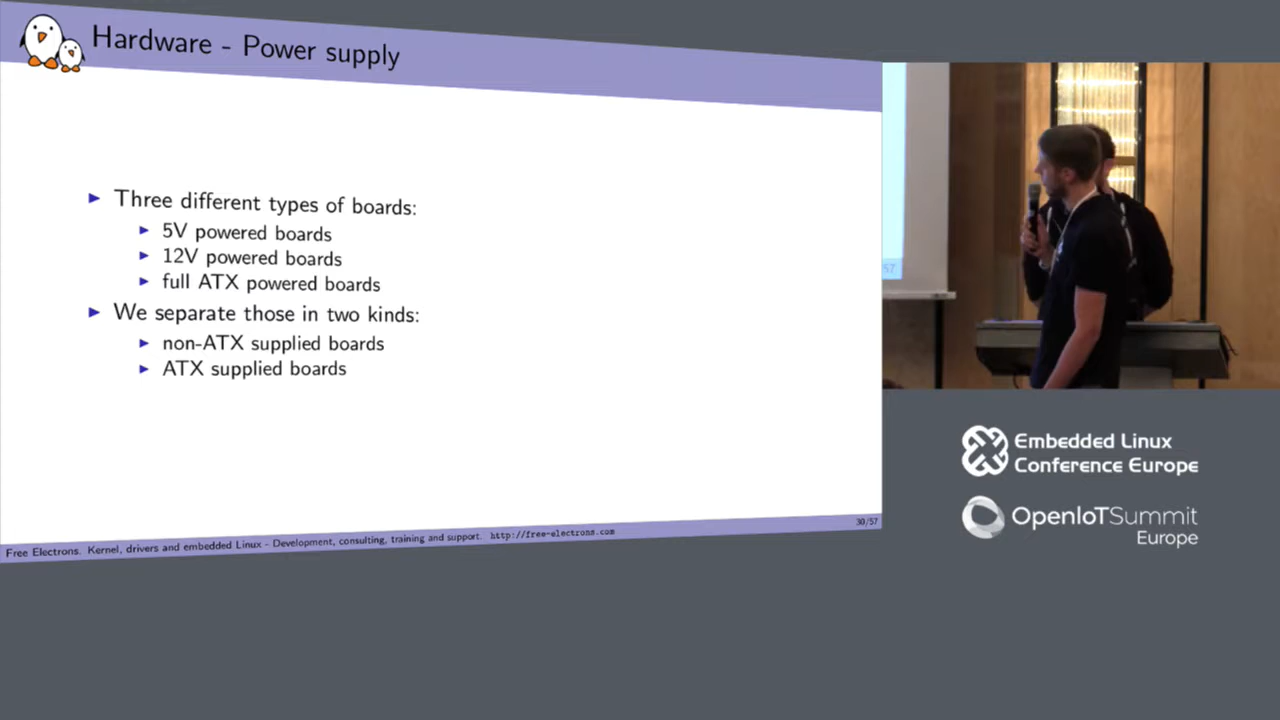 Hardware - Power supply
Three different types of boards:
5V powered boards
12V powered boards
full ATX powered boards
We separate those in two kinds:
non-ATX supplied boards
ATX supplied boards
30/57
Free Electrons. Kernel, drivers and embedded Linux - Development, consulting, training and support. http://free-electrons.com
57
Embedded Linux
Conference Europe
OpenIoTSummit
Europe